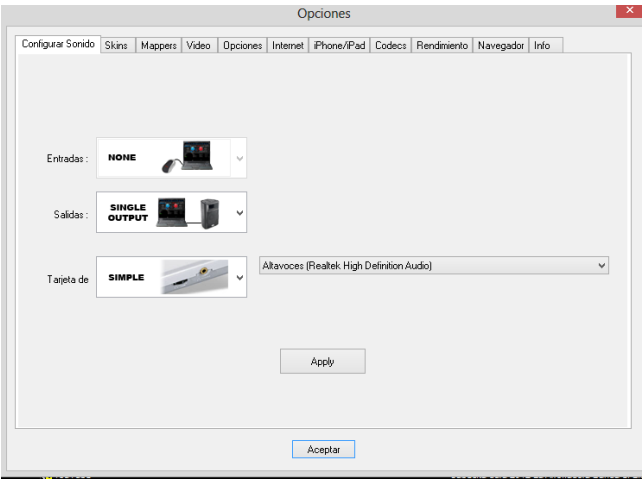 Opciones
Configurar Sonido Skins Mappers Video Opciones Internet iPhone/iPad Codecs Rendimiento Navegador Info
Entradas : NONE
Salidas : SINGLE OUTPUT
Tarjeta de SIMPLE Altavoces (Realtek High Definition Audio)
Apply
Aceptar